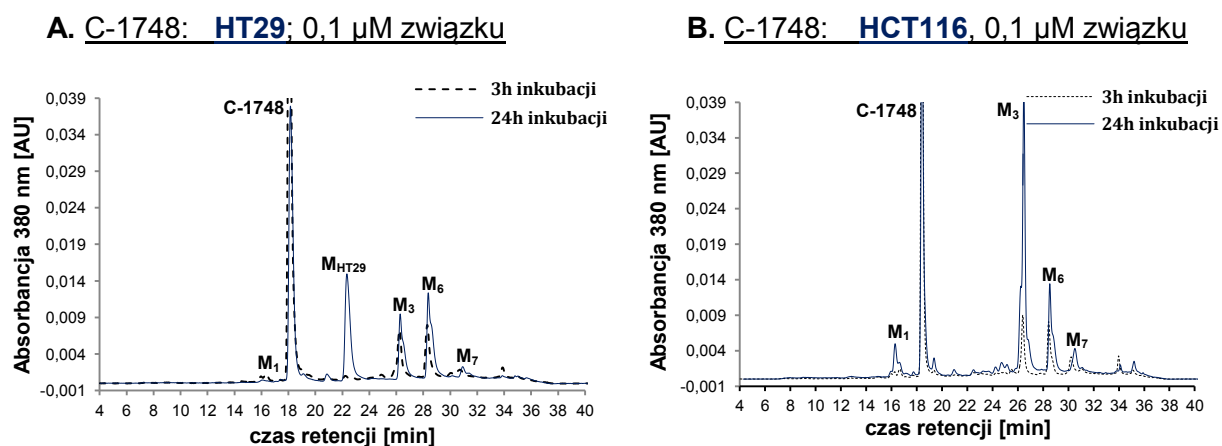 A. C-1748: HT29; 0,1 µM związku
Absorbancja 380 nm [AU]
0,039
0,034
0,029
0,024
0,019
0,014
0,009
0,004
-0,001
C-1748
M1
MHT29
M3
M6
M7
3h inkubacji
24h inkubacji
4 6 8 10 12 14 16 18 20 22 24 26 28 30 32 34 36 38 40
czas retencji [min]
B. C-1748: HCT116, 0,1 µM związku
Absorbancja 380 nm [AU]
0,039
0,034
0,029
0,024
0,019
0,014
0,009
0,004
-0,001
C-1748
M1
M3
M6
M7
3h inkubacji
24h inkubacji
4 6 8 10 12 14 16 18 20 22 24 26 28 30 32 34 36 38 40
czas retencji [min]